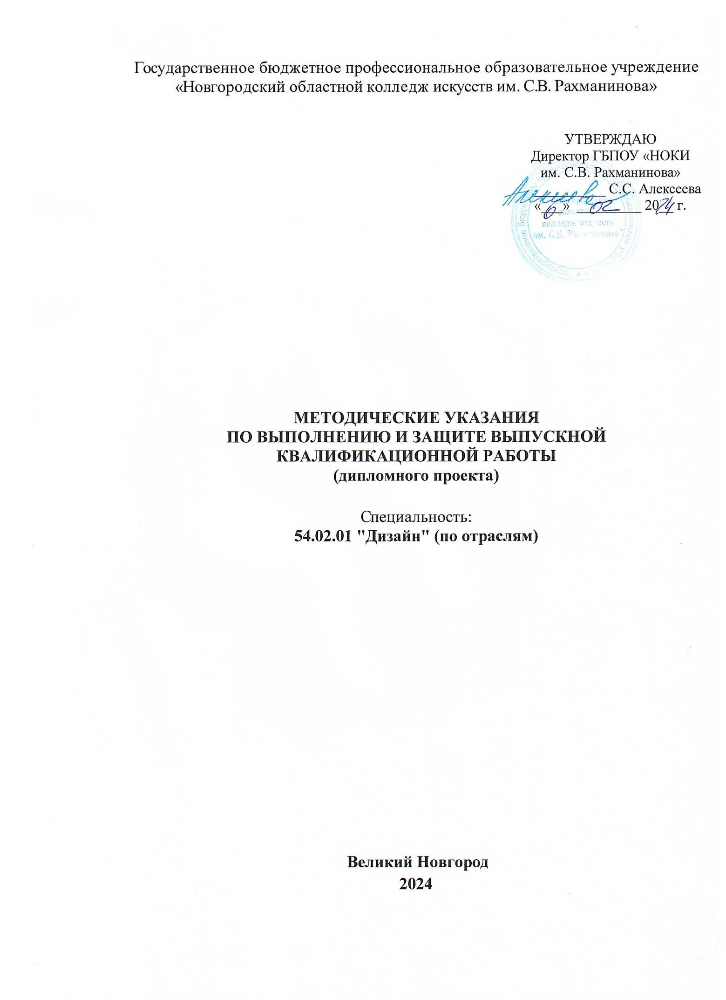 Государственное бюджетное профессиональное образовательное учреждение
«Новгородский областной колледж искусств им. С.В. Рахманинова»
УТВЕРЖДАЮ
Директор ГБПОУ «НОКИ
им. С.В. Рахманинова»
Алексеева С.С. Алексеева
«6» 02 2024 г.
колледж искусств
им. С.В. Рахманинова"
МЕТОДИЧЕСКИЕ УКАЗАНИЯ
ПО ВЫПОЛНЕНИЮ И ЗАЩИТЕ ВЫПУСКНОЙ
КВАЛИФИКАЦИОННОЙ РАБОТЫ
(дипломного проекта)
Специальность:
54.02.01 "Дизайн" (по отраслям)
Великий Новгород
2024